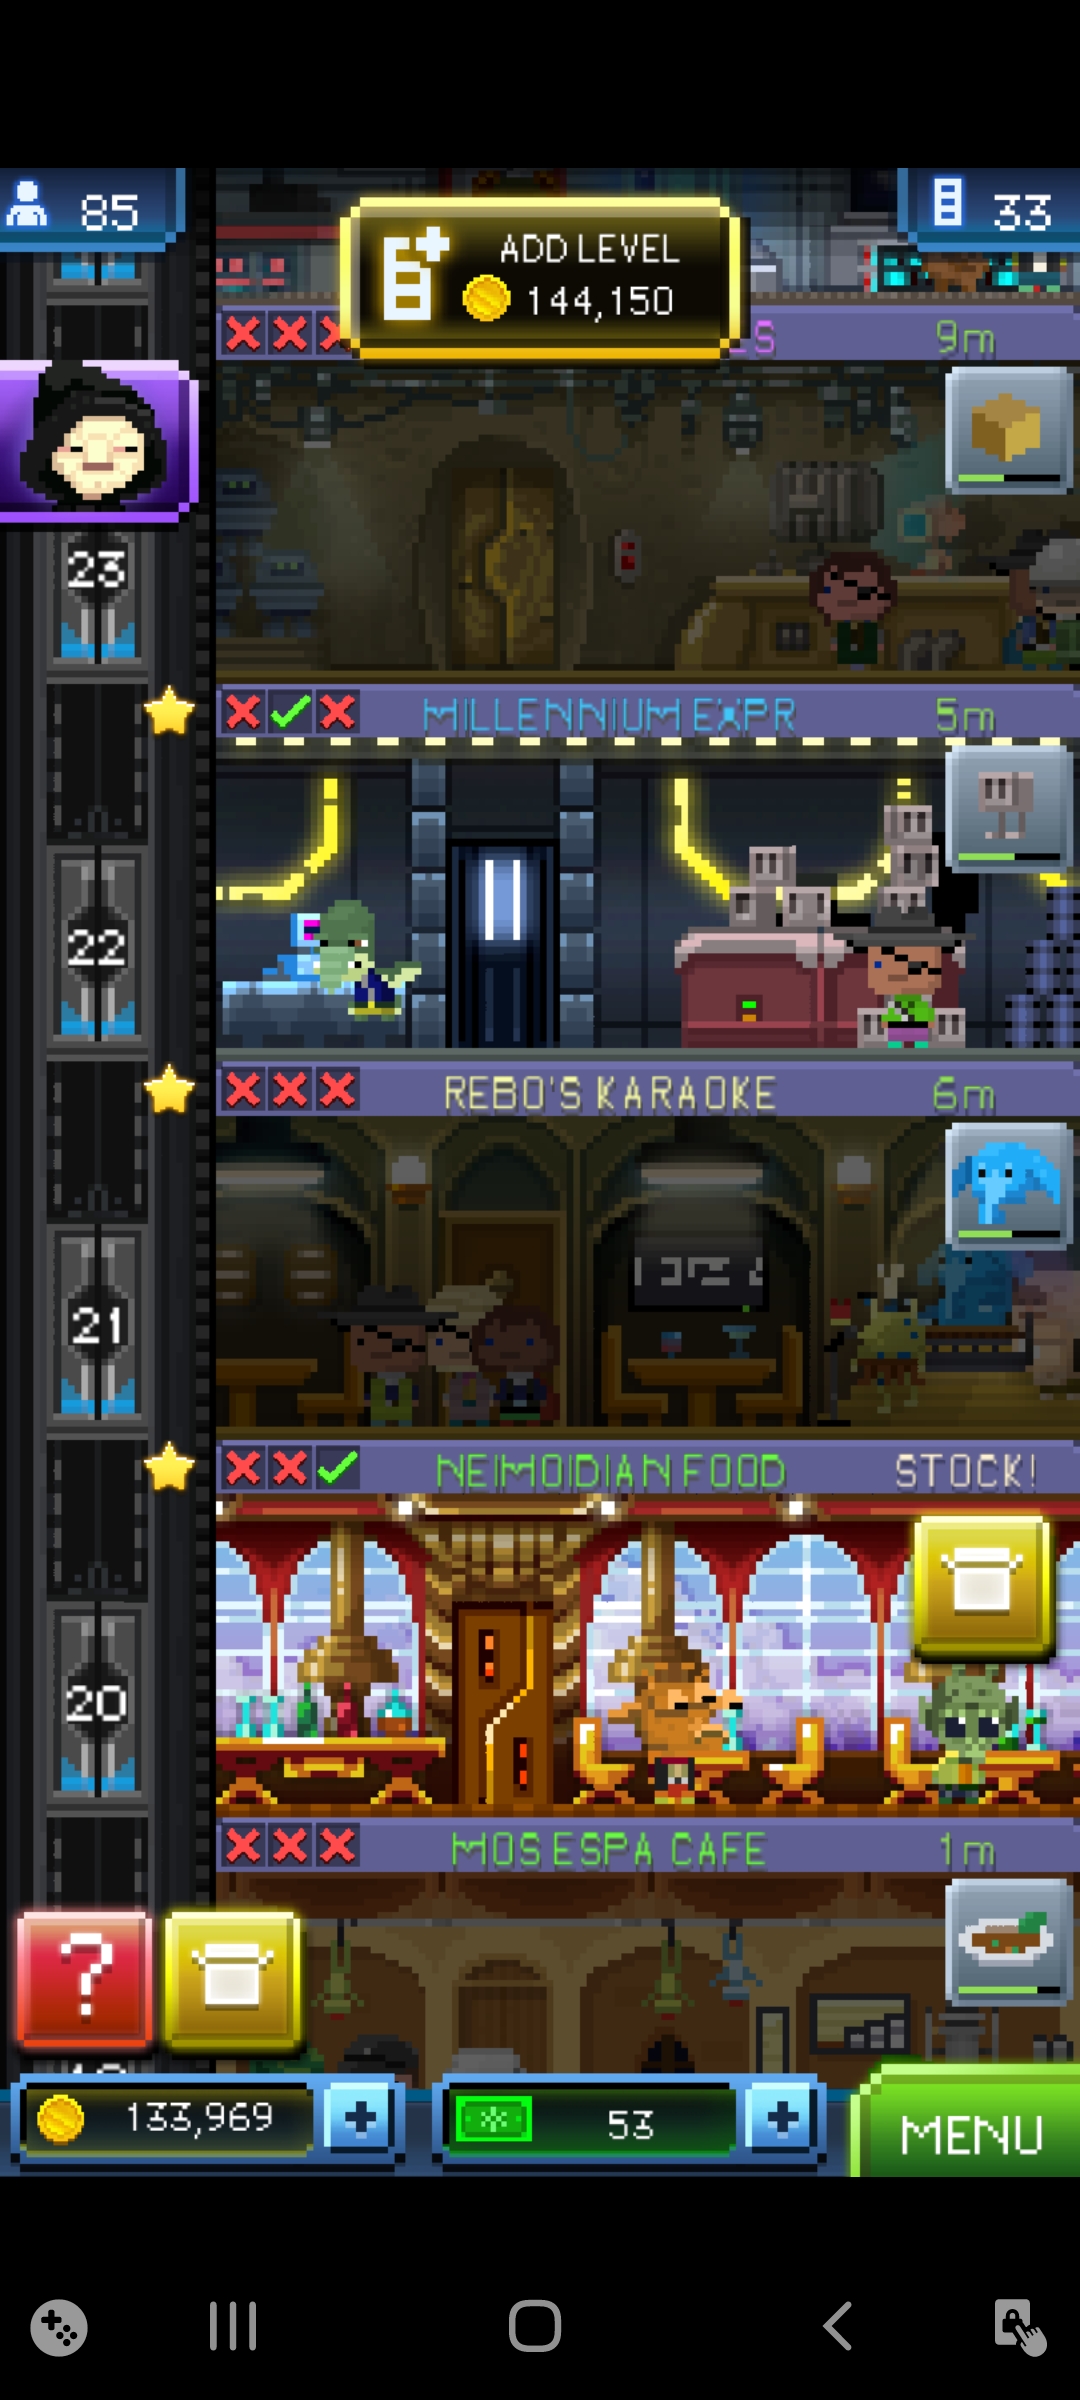 85
33
ADD LEVEL
144,150
9m
23
MILLENNIUM EXPR
5m
22
REBO'S KARAOKE
6m
21
NEIMOIDIAN FOOD
STOCK!
20
MOS ESPA CAFE
1m
?
133,969
+
53
+
MENU